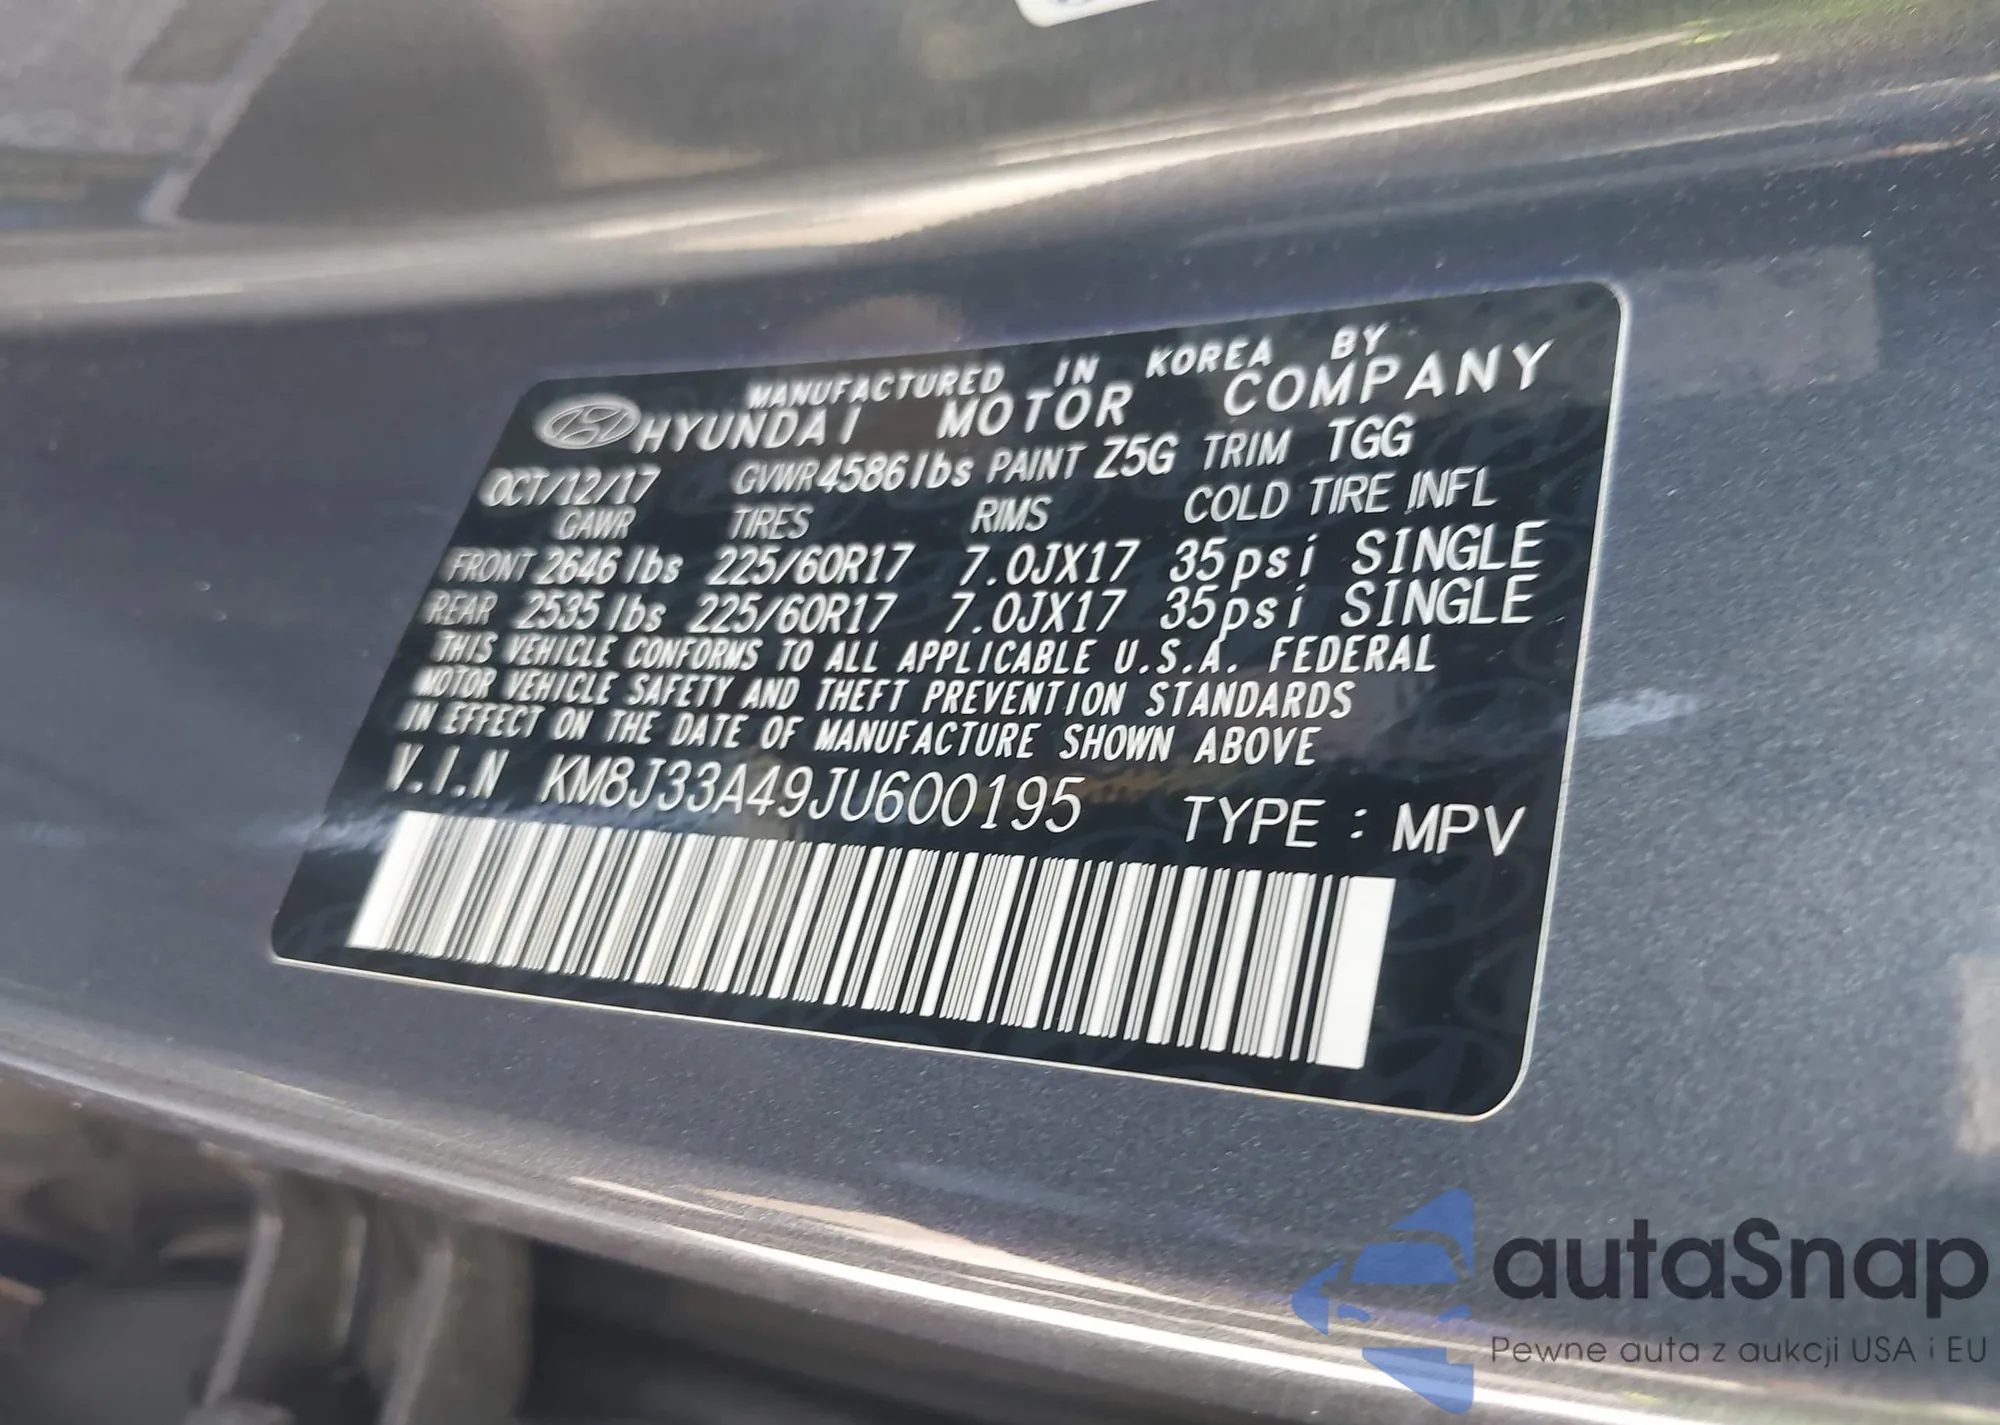 MANUFACTURED IN KOREA BY
HYUNDAI MOTOR COMPANY
OCT/12/17 GVWR 4586 lbs PAINT Z5G TRIM TGG
GAWR TIRES RIMS COLD TIRE INFL
FRONT 2646 lbs 225/60R17 7.0JX17 35psi SINGLE
REAR 2535 lbs 225/60R17 7.0JX17 35psi SINGLE
THIS VEHICLE CONFORMS TO ALL APPLICABLE U.S.A. FEDERAL
MOTOR VEHICLE SAFETY AND THEFT PREVENTION STANDARDS
IN EFFECT ON THE DATE OF MANUFACTURE SHOWN ABOVE
V.I.N KM8J33A49JU600195 TYPE : MPV
autaSnap
Pewne auta z aukcji USA i EU